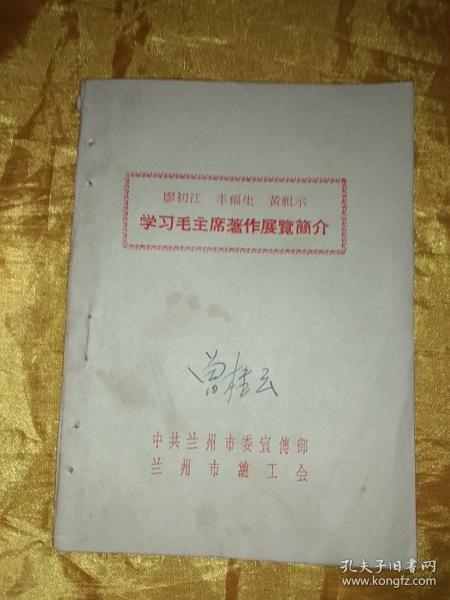 廖初江 丰福生 黃祖示
学习毛主席著作展覽简介
曾桂云
中共兰州市委宣傳部
兰州市總工会
孔夫子旧书网
www.kongfz.com